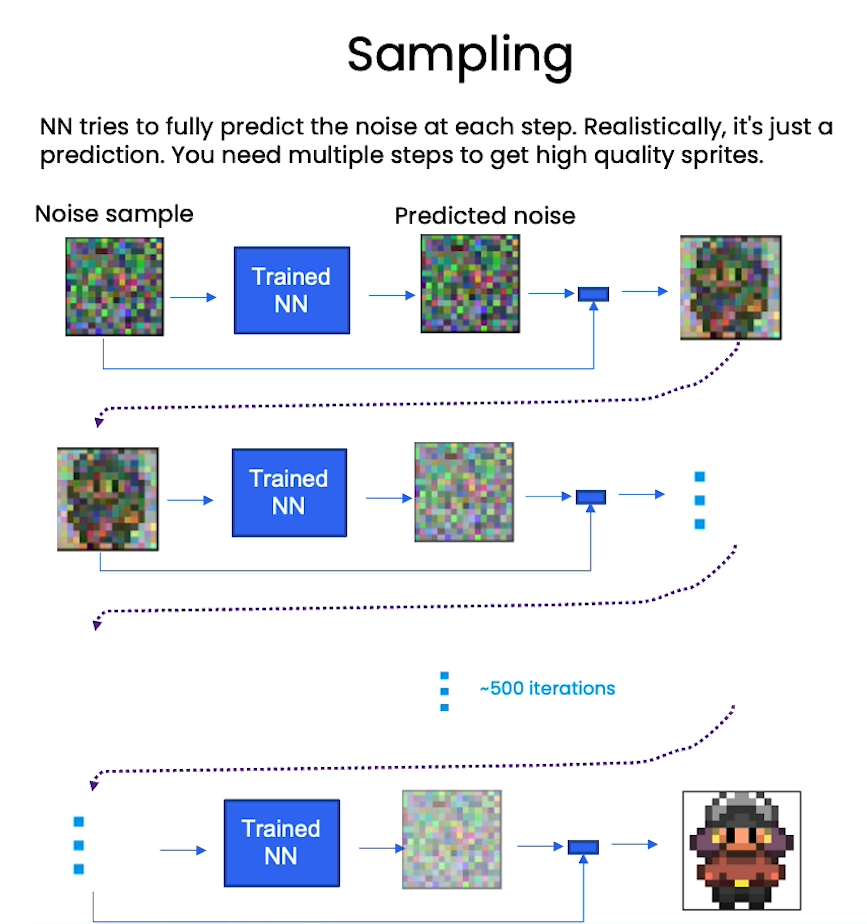 Sampling
NN tries to fully predict the noise at each step. Realistically, it's just a
prediction. You need multiple steps to get high quality sprites.
Noise sample
Predicted noise
Trained
NN
Trained
NN
~500 iterations
Trained
NN